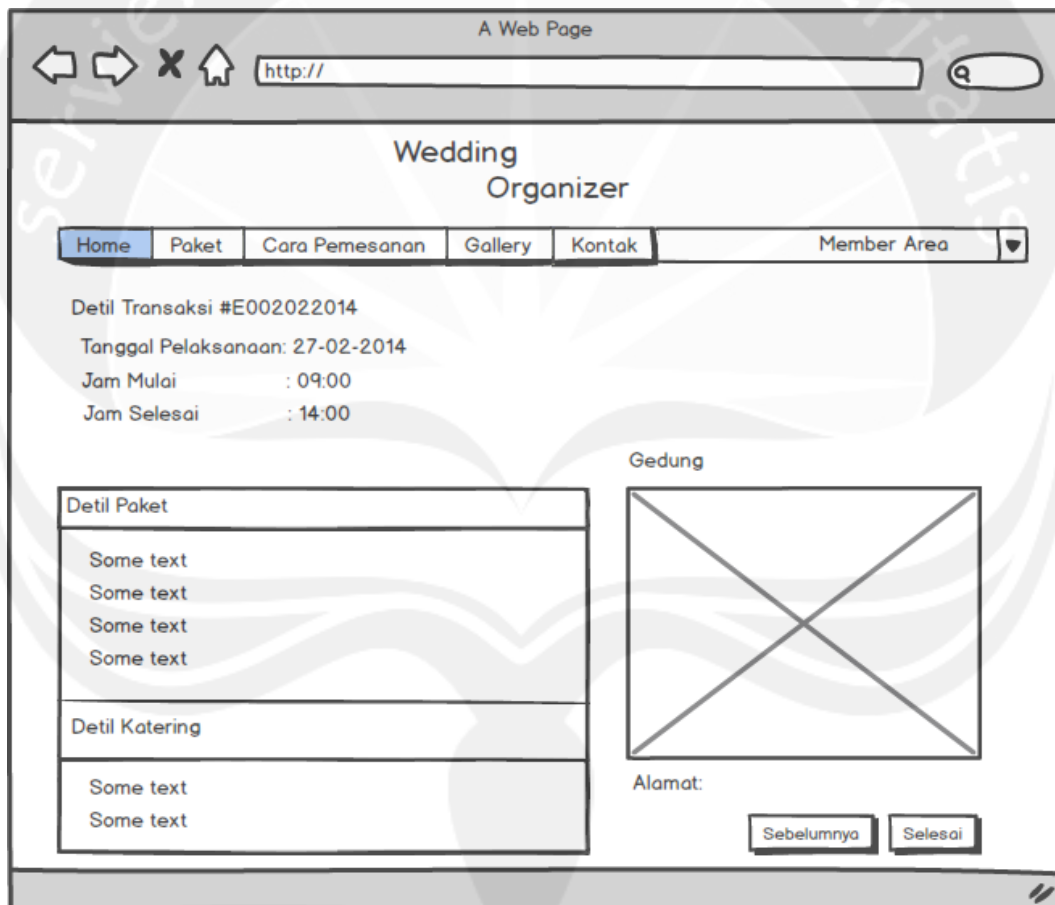 A Web Page
http://
Wedding
Organizer
Home Paket Cara Pemesanan Gallery Kontak Member Area
Detil Transaksi #E002022014
Tanggal Pelaksanaan: 27-02-2014
Jam Mulai : 09:00
Jam Selesai : 14:00
Gedung
Detil Paket
Some text
Some text
Some text
Some text
Detil Katering
Some text
Some text
Alamat:
Sebelumnya Selesai